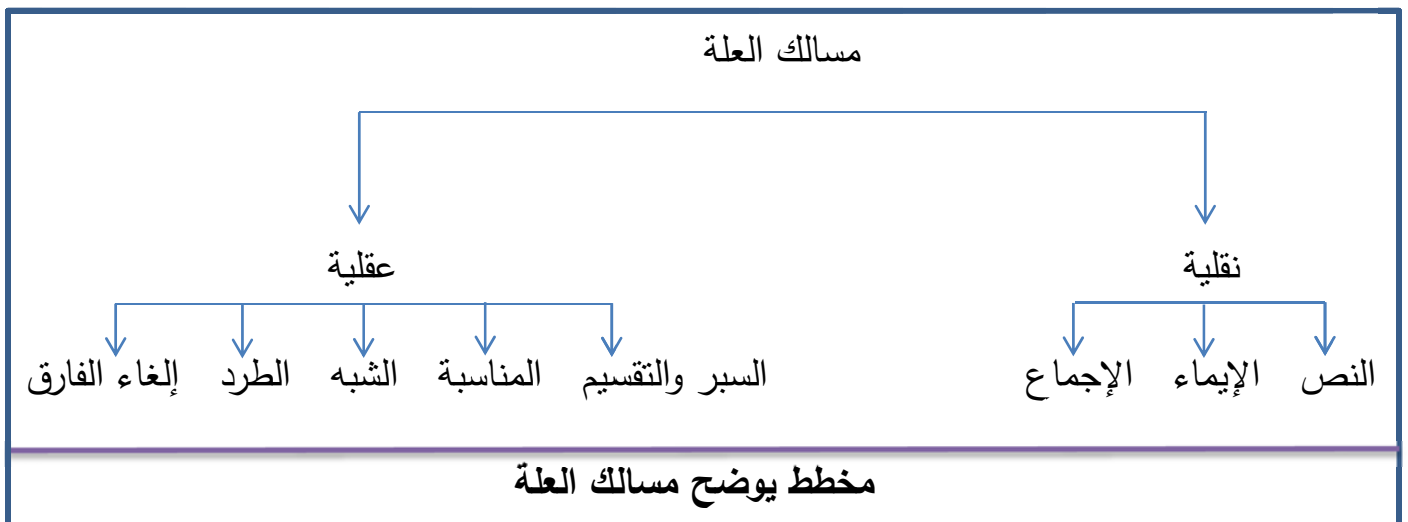 مسالك العلة
نقلية عقلية
النص الإيماء الإجماع السبر والتقسيم المناسبة الشبه الطرد إلغاء الفارق
مخطط يوضح مسالك العلة